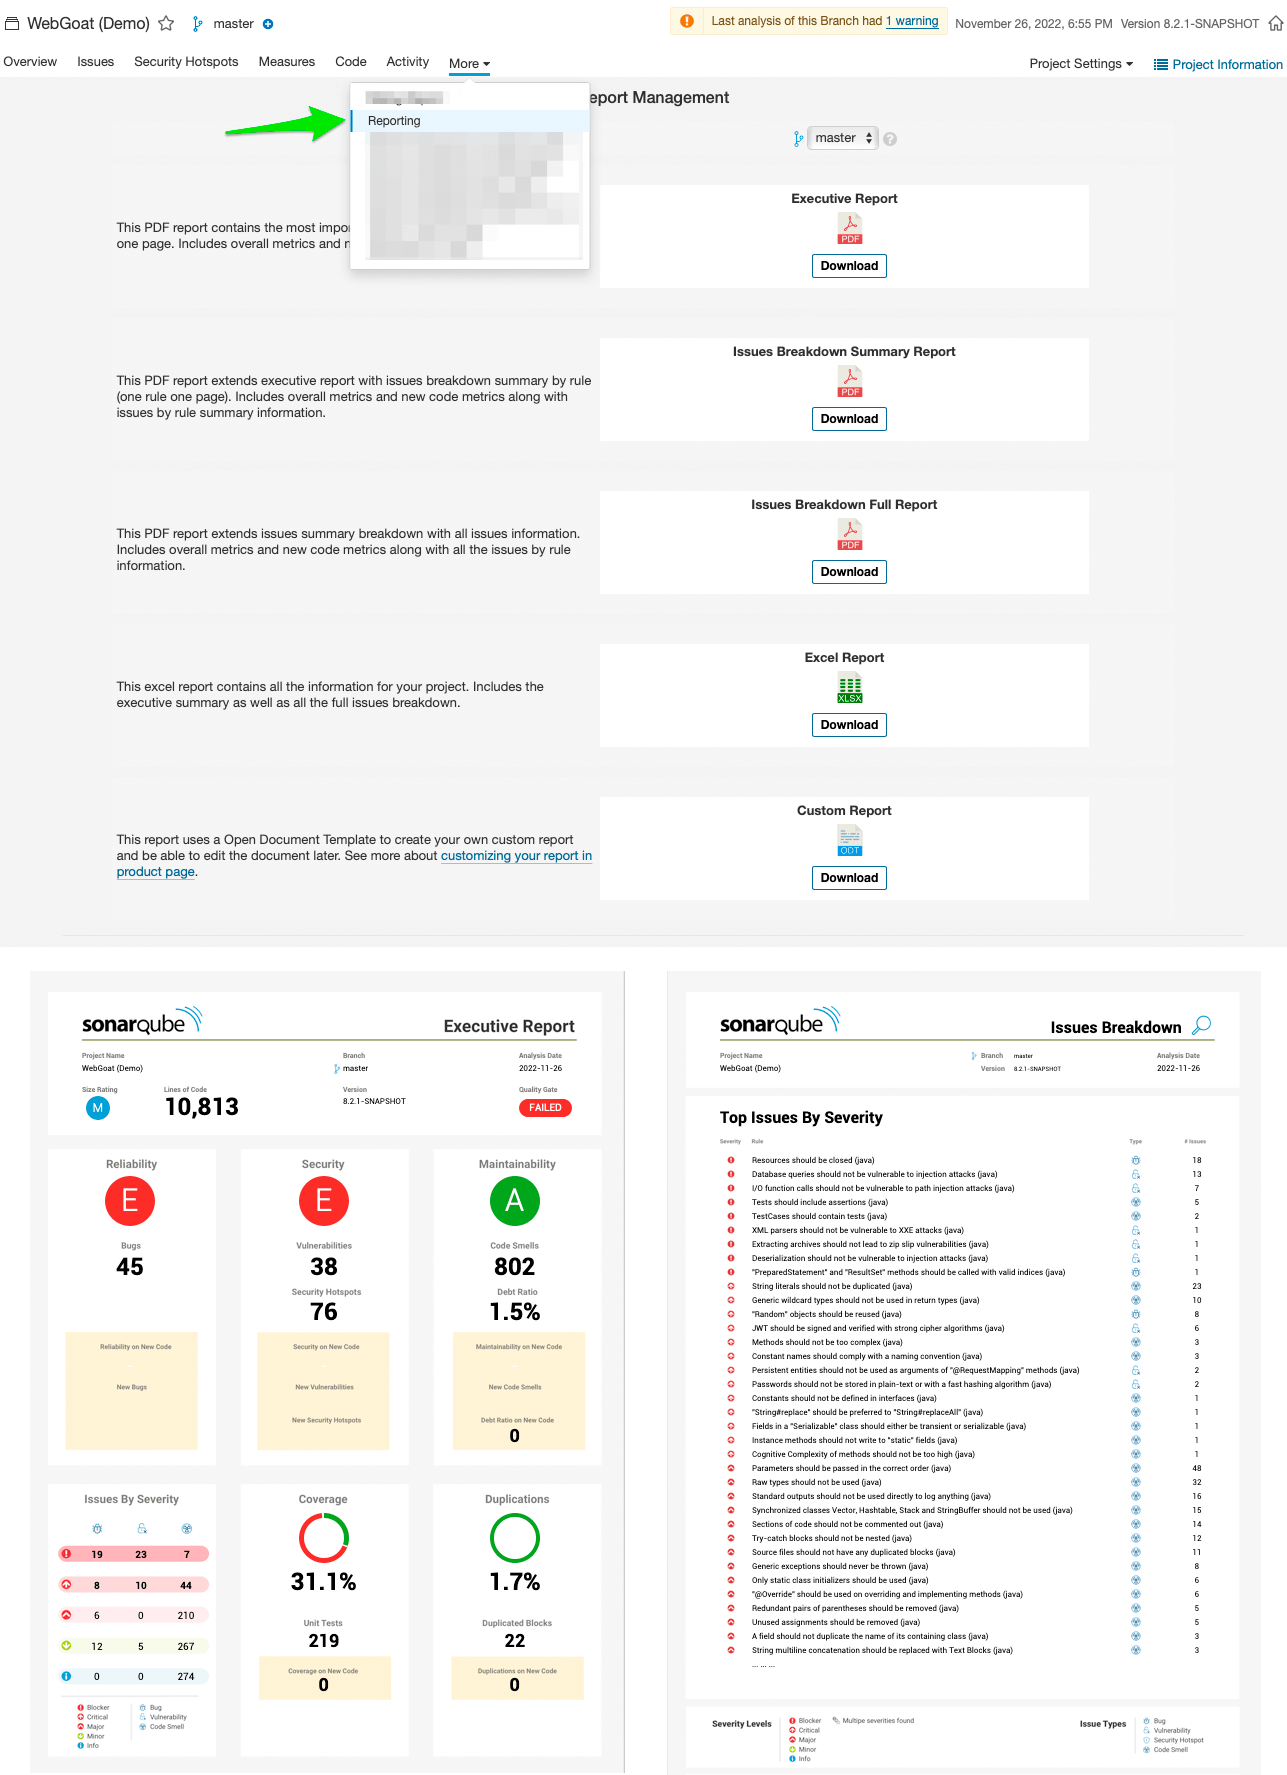 WebGoat (Demo) master
Last analysis of this Branch had 1 warning November 26, 2022, 6:55 PM Version 8.2.1-SNAPSHOT
Overview Issues Security Hotspots Measures Code Activity More Project Settings Project Information
eport Management
Reporting
master
This PDF report contains the most impo
one page. Includes overall metrics and
Executive Report
PDF
Download
This PDF report extends executive report with issues breakdown summary by rule
(one rule one page). Includes overall metrics and new code metrics along with
issues by rule summary information.
Issues Breakdown Summary Report
PDF
Download
This PDF report extends issues summary breakdown with all issues information.
Includes overall metrics and new code metrics along with all the issues by rule
information.
Issues Breakdown Full Report
PDF
Download
This excel report contains all the information for your project. Includes the
executive summary as well as all the full issues breakdown.
Excel Report
XLSX
Download
This report uses a Open Document Template to create your own custom report
and be able to edit the document later. See more about customizing your report in
product page.
Custom Report
ODT
Download
sonarqube Executive Report
Project Name Branch Analysis Date
WebGoat (Demo) master 2022-11-26
Size Rating Lines of Code Version Quality Gate
M 10,813 8.2.1-SNAPSHOT FAILED
Reliability
E
Bugs
45
Reliability on New Code
New Bugs
Security
E
Vulnerabilities
38
Security Hotspots
76
Security on New Code
New Vulnerabilities
New Security Hotspots
Maintainability
A
Code Smells
802
Debt Ratio
1.5%
Maintainability on New Code
New Code Smells
Debt Ratio on New Code
0
Issues By Severity
19 23 7
8 10 44
6 0 210
12 5 267
0 0 274
Blocker Bug
Critical Vulnerability
Major Code Smell
Minor
Info
Coverage
31.1%
Unit Tests
219
Coverage on New Code
0
Duplications
1.7%
Duplicated Blocks
22
Duplications on New Code
0
sonarqube Issues Breakdown
Project Name Branch master Analysis Date
WebGoat (Demo) Version 8.2.1-SNAPSHOT 2022-11-26
Top Issues By Severity
Severity Rule Type # Issues
Resources should be closed (java) 18
Database queries should not be vulnerable to injection attacks (java) 13
I/O function calls should not be vulnerable to path injection attacks (java) 7
Tests should include assertions (java) 5
TestCases should contain tests (java) 2
XML parsers should not be vulnerable to XXE attacks (java) 1
Extracting archives should not lead to zip slip vulnerabilities (java) 1
Deserialization should not be vulnerable to injection attacks (java) 1
"PreparedStatement" and "ResultSet" methods should be called with valid indices (java) 1
String literals should not be duplicated (java) 23
Generic wildcard types should not be used in return types (java) 10
"Random" objects should be reused (java) 8
JWT should be signed and verified with strong cipher algorithms (java) 6
Methods should not be too complex (java) 3
Constant names should comply with a naming convention (java) 3
Persistent entities should not be used as arguments of "@RequestMapping" methods (java) 2
Passwords should not be stored in plain-text or with a fast hashing algorithm (java) 2
Constants should not be defined in interfaces (java) 1
"String#replace" should be preferred to "String#replaceAll" (java) 1
Fields in a "Serializable" class should either be transient or serializable (java) 1
Instance methods should not write to "static" fields (java) 1
Cognitive Complexity of methods should not be too high (java) 1
Parameters should be passed in the correct order (java) 48
Raw types should not be used (java) 32
Standard outputs should not be used directly to log anything (java) 16
Synchronized classes Vector, Hashtable, Stack and StringBuffer should not be used (java) 15
Sections of code should not be commented out (java) 14
Try-catch blocks should not be nested (java) 12
Source files should not have any duplicated blocks (java) 11
Generic exceptions should never be thrown (java) 8
Only static class initializers should be used (java) 6
"@Override" should be used on overriding and implementing methods (java) 6
Redundant pairs of parentheses should be removed (java) 5
Unused assignments should be removed (java) 5
A field should not duplicate the name of its containing class (java) 3
String multiline concatenation should be replaced with Text Blocks (java) 3
... ... ...
Severity Levels Blocker Multipe severities found Issue Types Bug
Critical Vulnerability
Major Security Hotspot
Minor Code Smell
Info